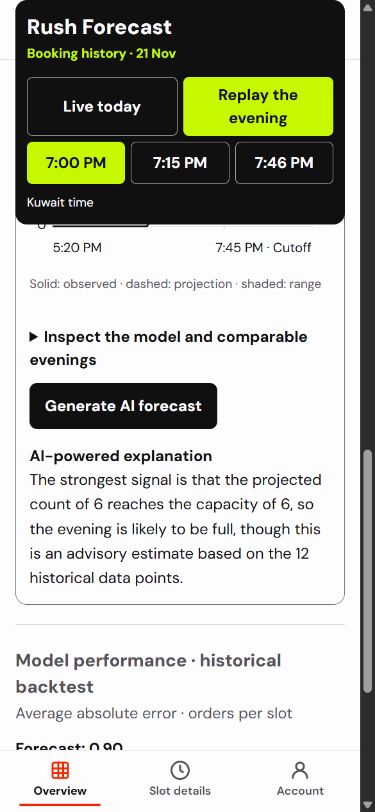 Rush Forecast
Booking history · 21 Nov
Live today
Replay the
evening
7:00 PM
7:15 PM
7:46 PM
Kuwait time
5:20 PM
7:45 PM · Cutoff
Solid: observed · dashed: projection · shaded: range
▶ Inspect the model and comparable
evenings
Generate AI forecast
AI-powered explanation
The strongest signal is that the projected
count of 6 reaches the capacity of 6, so
the evening is likely to be full, though this
is an advisory estimate based on the 12
historical data points.
Model performance · historical
backtest
Average absolute error · orders per slot
Forecast: 0.90
Overview
Slot details
Account